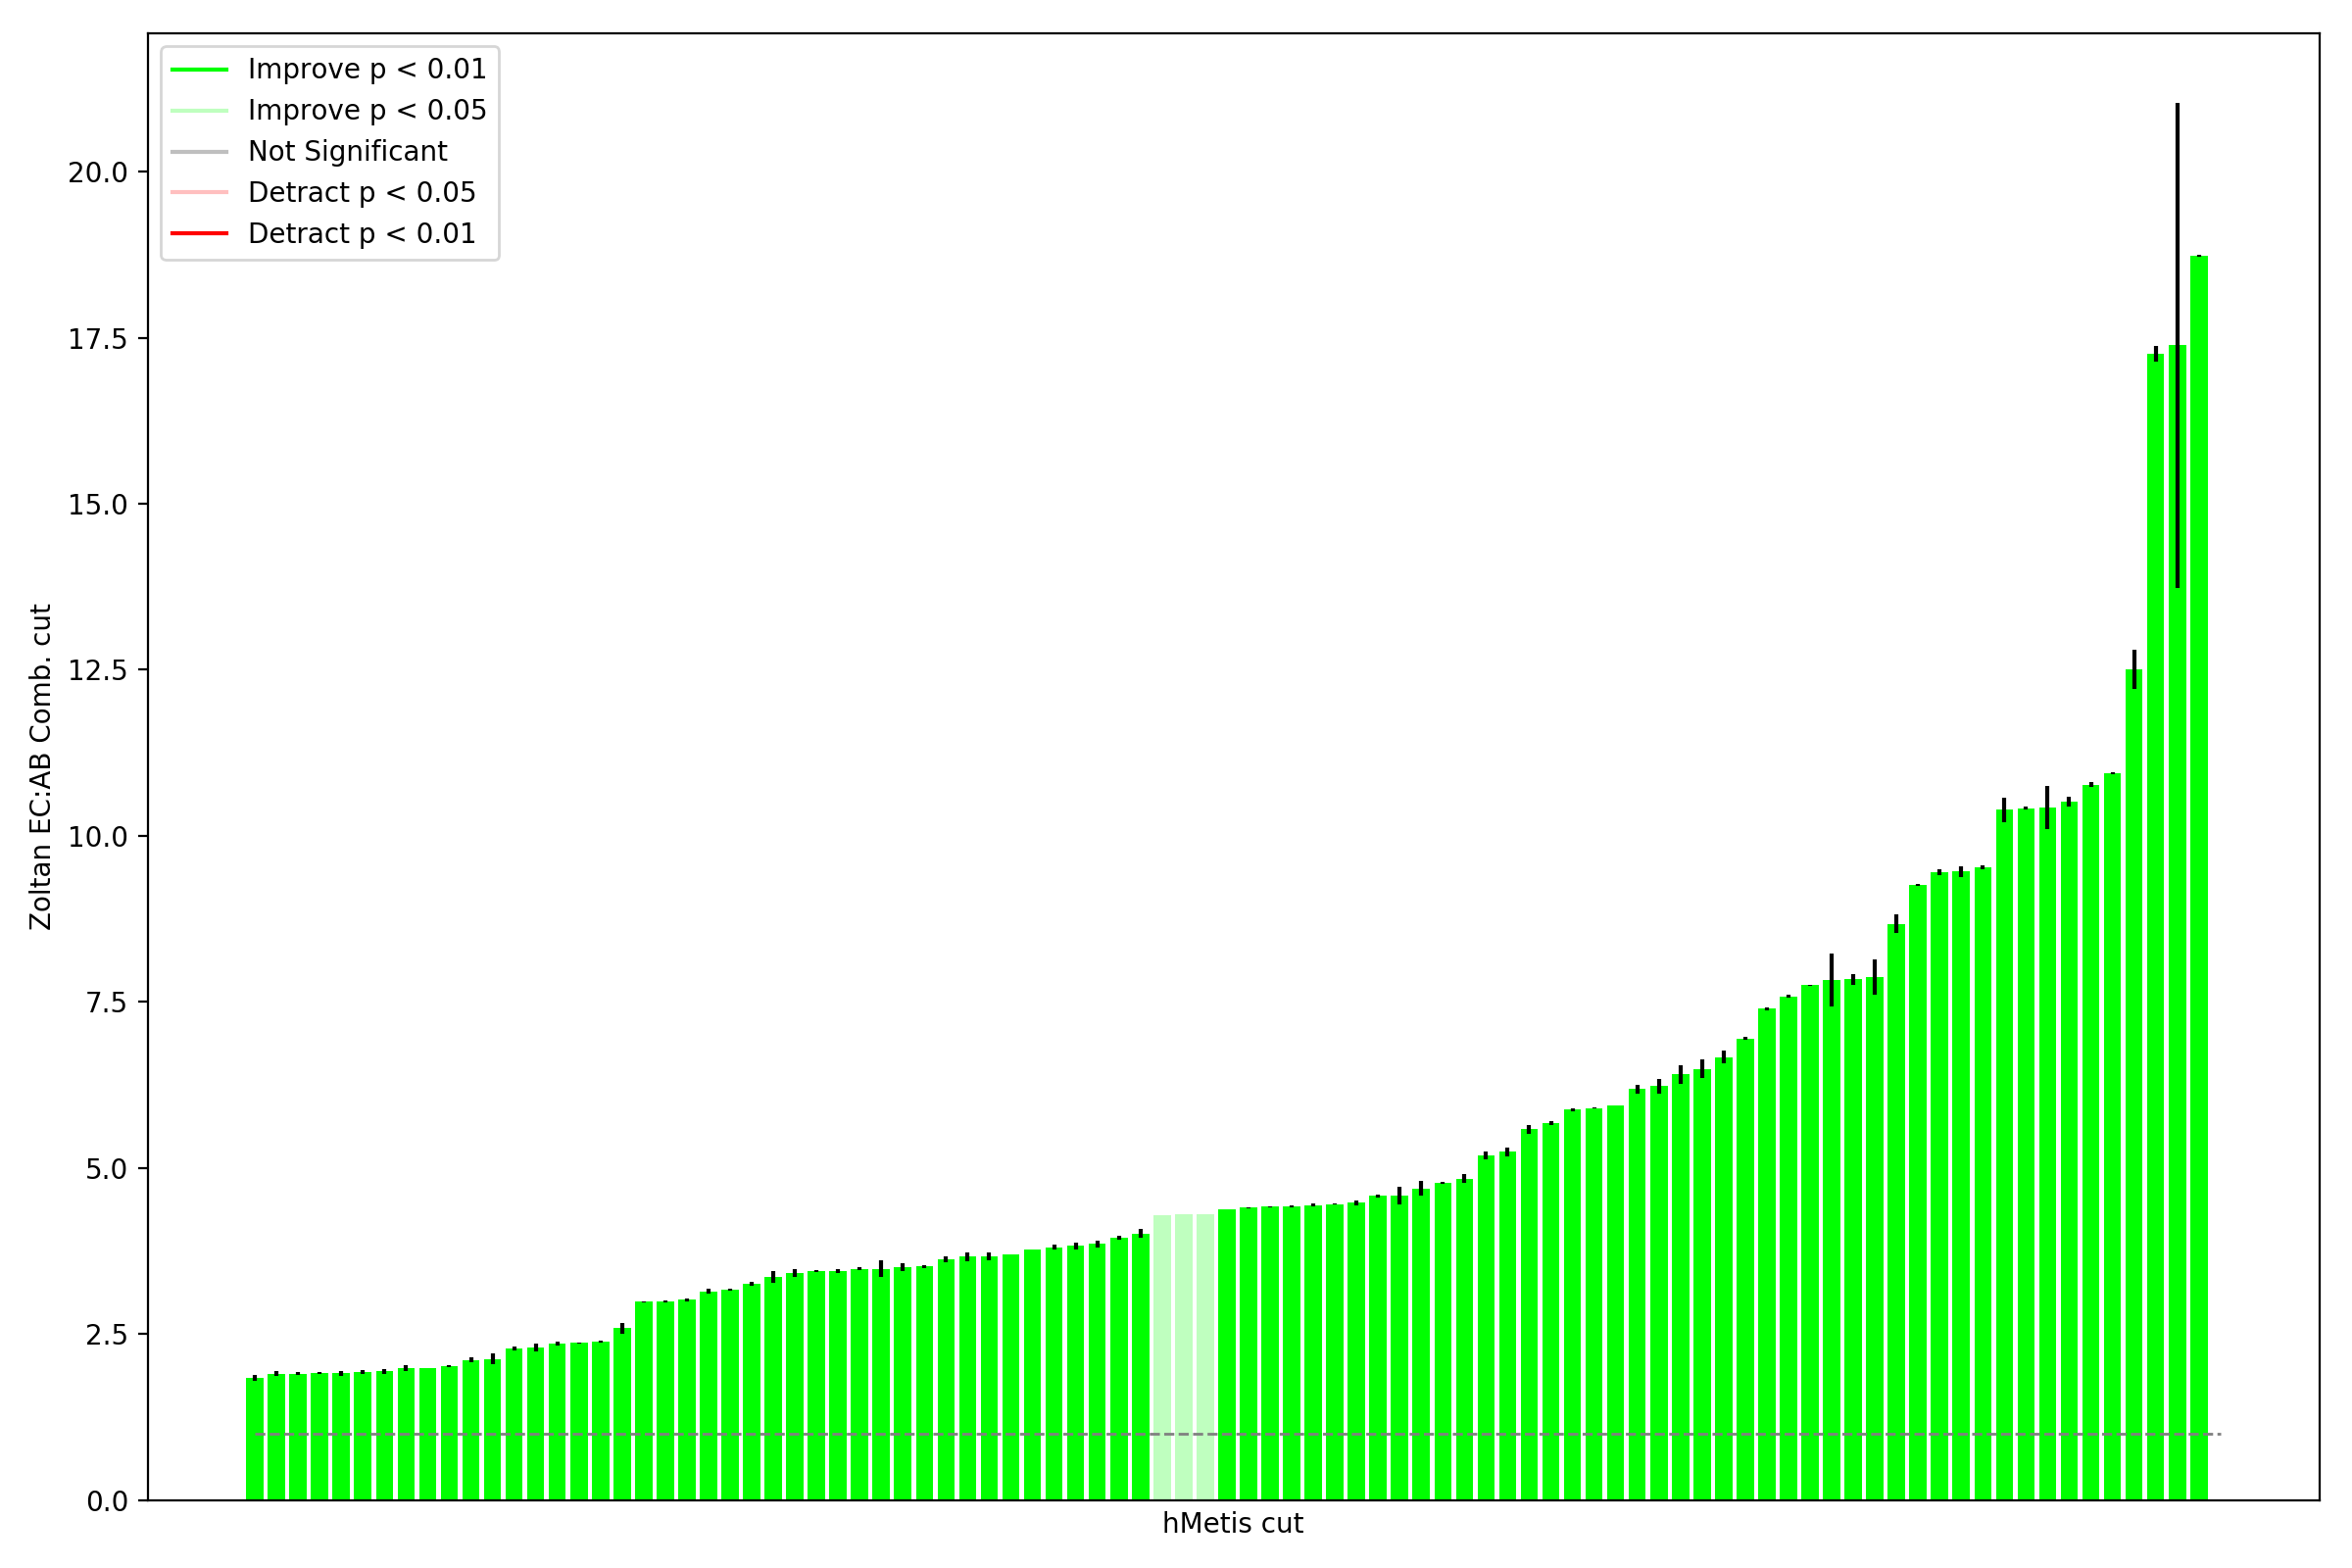 Improve p < 0.01
Improve p < 0.05
Not Significant
Detract p < 0.05
Detract p < 0.01
20.0
17.5
15.0
12.5
10.0
7.5
5.0
2.5
0.0
Zoltan EC:AB Comb. cut
hMetis cut